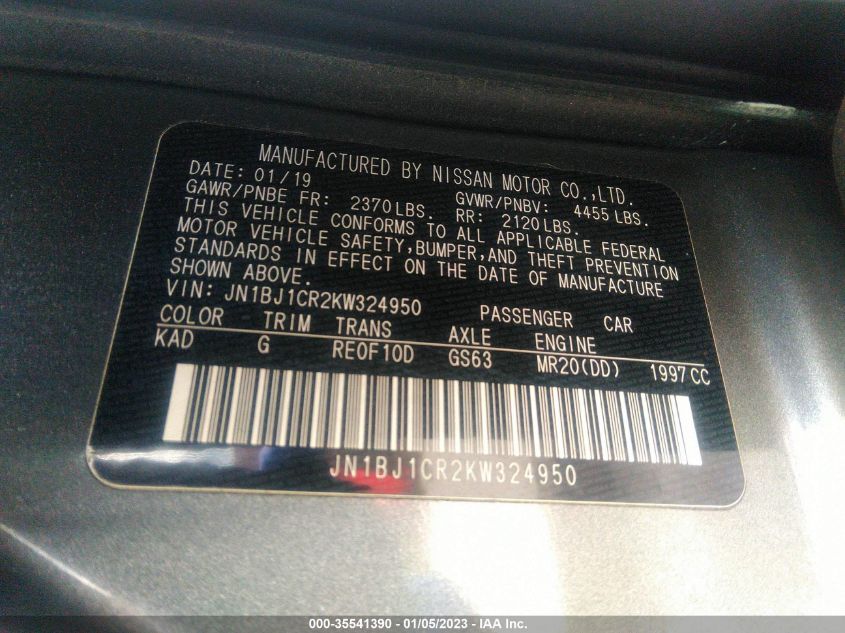 MANUFACTURED BY NISSAN MOTOR CO.,LTD.
DATE: 01/19 GVWR/PNBV: 4455 LBS.
GAWR/PNBE FR: 2370LBS. RR: 2120LBS.
THIS VEHICLE CONFORMS TO ALL APPLICABLE FEDERAL
MOTOR VEHICLE SAFETY,BUMPER,AND THEFT PREVENTION
STANDARDS IN EFFECT ON THE DATE OF MANUFACTURE
SHOWN ABOVE.
VIN: JN1BJ1CR2KW324950 PASSENGER CAR
COLOR TRIM TRANS AXLE ENGINE
KAD G RE0F10D GS63 MR20(DD) 1997CC
JN1BJ1CR2KW324950
000-35541390 - 01/05/2023 - IAA Inc.